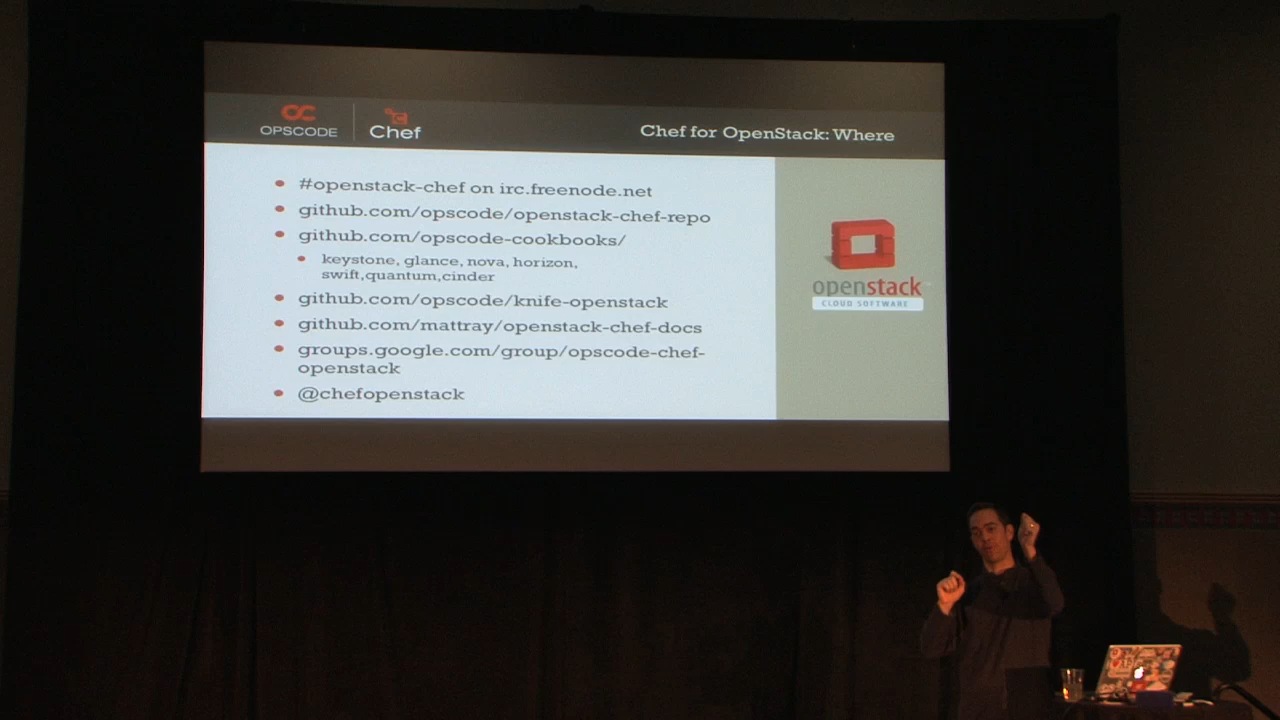 OPSCODE
Chef
Chef for OpenStack: Where
#openstack-chef on irc.freenode.net
github.com/opscode/openstack-chef-repo
github.com/opscode-cookbooks/
keystone, glance, nova, horizon,
swift,quantum,cinder
github.com/opscode/knife-openstack
github.com/mattray/openstack-chef-docs
groups.google.com/group/opscode-chef-
openstack
@chefopenstack
openstack
CLOUD SOFTWARE